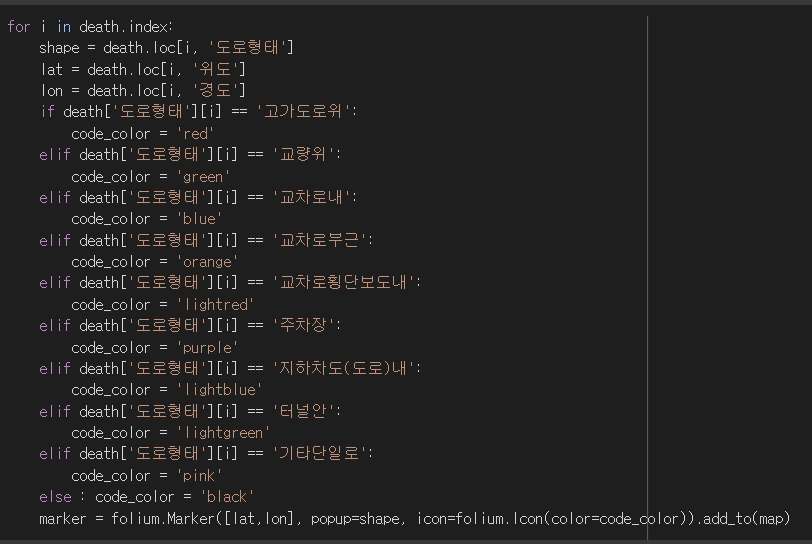 for i in death.index:
    shape = death.loc[i, '도로형태']
    lat = death.loc[i, '위도']
    lon = death.loc[i, '경도']
    if death['도로형태'][i] == '고가도로위':
        code_color = 'red'
    elif death['도로형태'][i] == '교량위':
        code_color = 'green'
    elif death['도로형태'][i] == '교차로내':
        code_color = 'blue'
    elif death['도로형태'][i] == '교차로부근':
        code_color = 'orange'
    elif death['도로형태'][i] == '교차로횡단보도내':
        code_color = 'lightred'
    elif death['도로형태'][i] == '주차장':
        code_color = 'purple'
    elif death['도로형태'][i] == '지하차도(도로)내':
        code_color = 'lightblue'
    elif death['도로형태'][i] == '터널안':
        code_color = 'lightgreen'
    elif death['도로형태'][i] == '기타단일로':
        code_color = 'pink'
    else : code_color = 'black'
    marker = folium.Marker([lat,lon], popup=shape, icon=folium.Icon(color=code_color)).add_to(map)